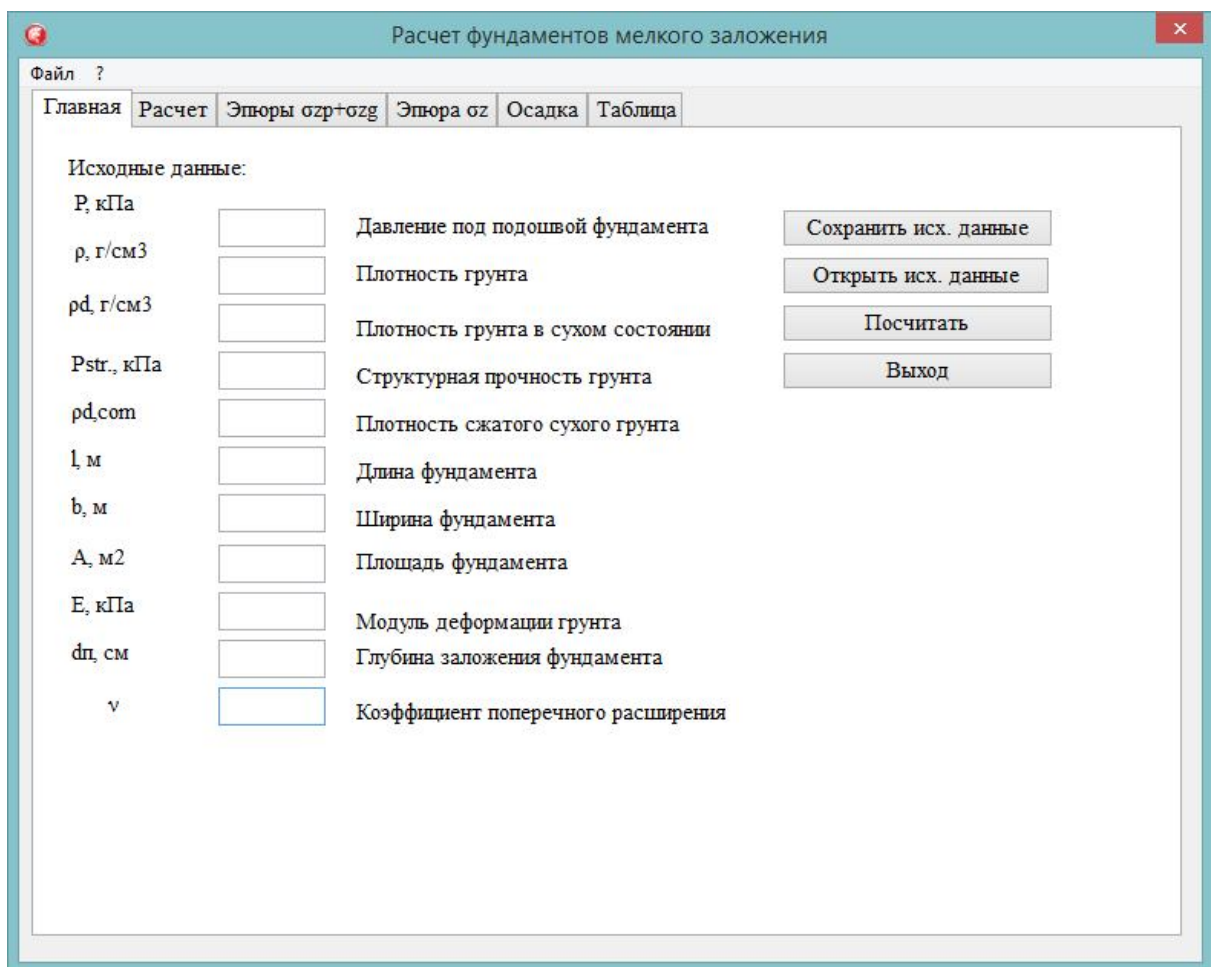 Расчет фундаментов мелкого заложения
Файл ?
Главная Расчет Эпюры σzp+σzg Эпюра σz Осадка Таблица
Исходные данные:
P, кПа Давление под подошвой фундамента Сохранить исх. данные
ρ, г/см3 Плотность грунта Открыть исх. данные
ρd, г/см3 Плотность грунта в сухом состоянии Посчитать
Pstr., кПа Структурная прочность грунта Выход
ρd,com Плотность сжатого сухого грунта
l, м Длина фундамента
b, м Ширина фундамента
A, м2 Площадь фундамента
E, кПа Модуль деформации грунта
dп, см Глубина заложения фундамента
ν Коэффициент поперечного расширения